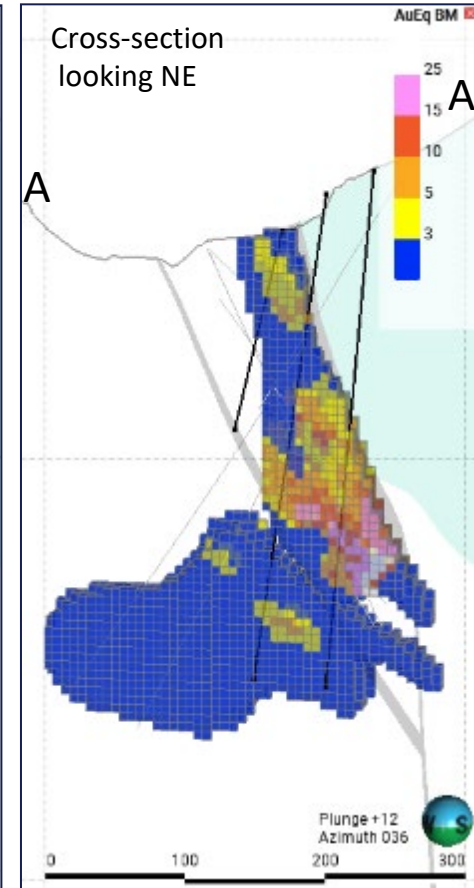 Cross-section
looking NE
AuEq BM
25
15
10
5
3
A
A
Plunge +12
Azimuth 036
S
0
100
200
300